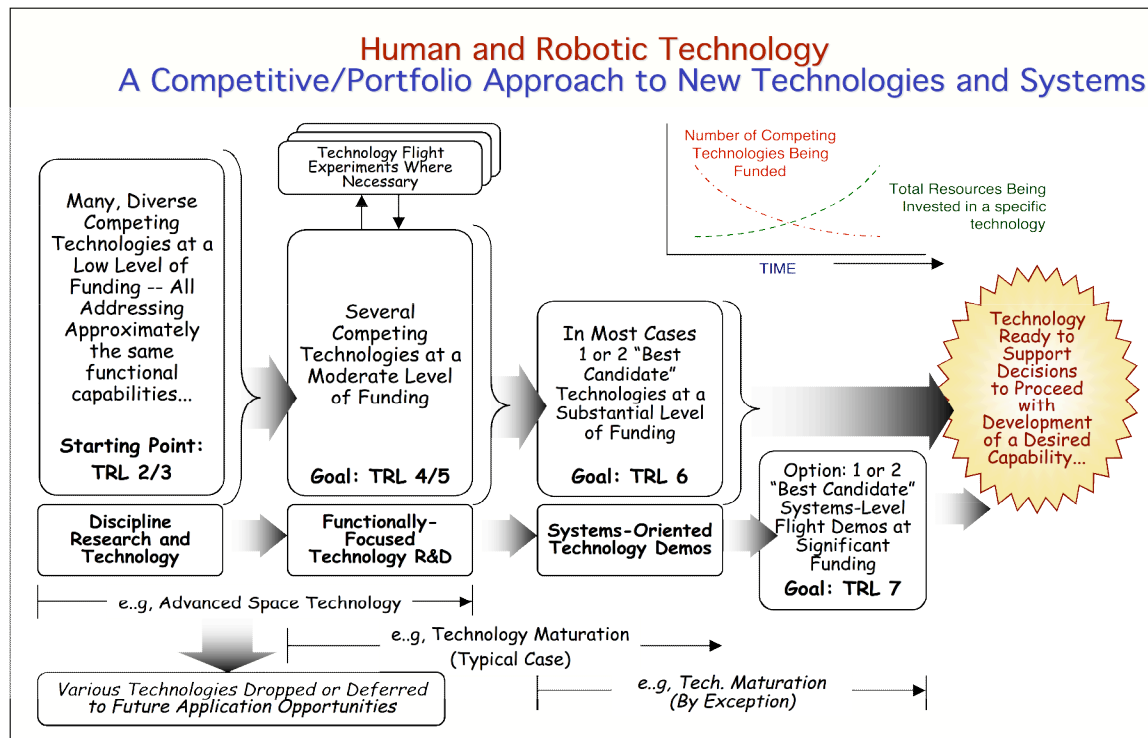 Human and Robotic Technology
A Competitive/Portfolio Approach to New Technologies and Systems
Many, Diverse
Competing
Technologies at a
Low Level of
Funding -- All
Addressing
Approximately
the same
functional
capabilities...
Starting Point:
TRL 2/3
Technology Flight
Experiments Where
Necessary
Several
Competing
Technologies at a
Moderate Level
of Funding
Goal: TRL 4/5
In Most Cases
1 or 2 “Best
Candidate”
Technologies at a
Substantial Level
of Funding
Goal: TRL 6
Number of Competing
Technologies Being
Funded
Total Resources Being
Invested in a specific
technology
TIME
Technology
Ready to
Support
Decisions
to Proceed
with
Development
of a Desired
Capability...
Option: 1 or 2
“Best Candidate”
Systems-Level
Flight Demos at
Significant
Funding
Goal: TRL 7
Discipline
Research and
Technology
Functionally-
Focused
Technology R&D
Systems-Oriented
Technology Demos
e..g, Advanced Space Technology
e..g, Technology Maturation
(Typical Case)
e..g, Tech. Maturation
(By Exception)
Various Technologies Dropped or Deferred
to Future Application Opportunities